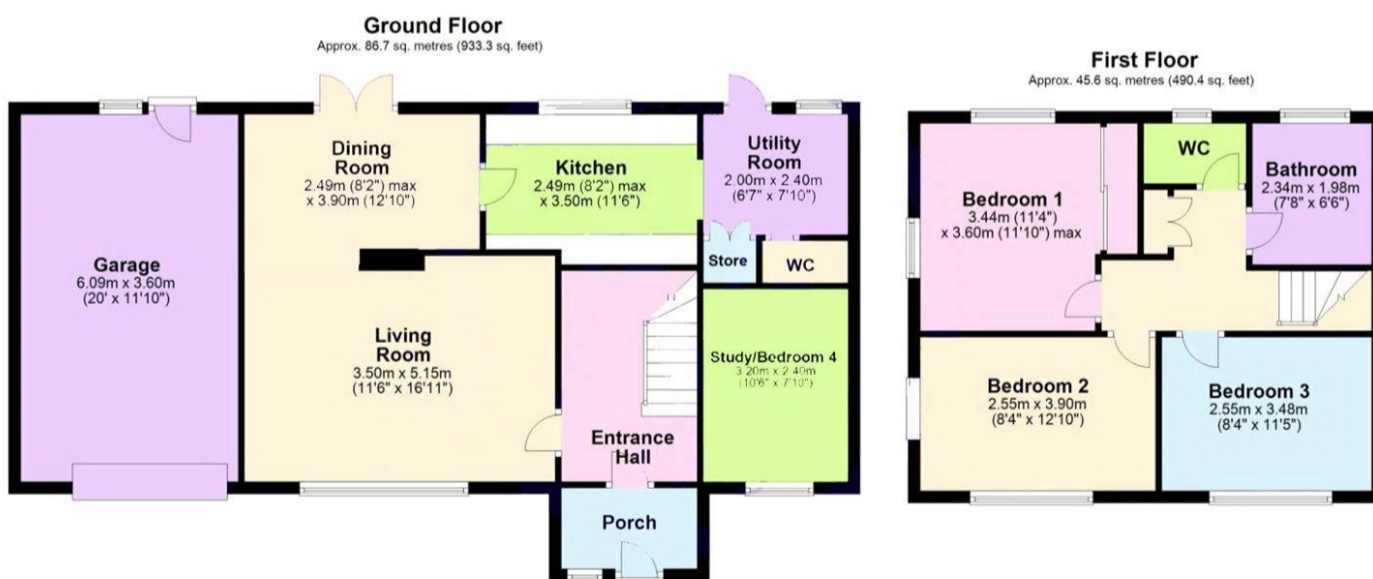 Ground Floor
Approx. 86.7 sq. metres (933.3 sq. feet)
Garage
6.09m x 3.60m
(20' x 11'10")
Dining
Room
2.49m (8'2") max
x 3.90m (12'10")
Kitchen
2.49m (8'2") max
x 3.50m (11'6")
Utility
Room
2.00m x 2.40m
(6'7" x 7'10")
Store
WC
Living
Room
3.50m x 5.15m
(11'6" x 16'11")
Study/Bedroom 4
3.20m x 2.40m
(10'6" x 7'10")
Entrance
Hall
Porch
First Floor
Approx. 45.6 sq. metres (490.4 sq. feet)
Bedroom 1
3.44m (11'4")
x 3.60m (11'10") max
WC
Bathroom
2.34m x 1.98m
(7'8" x 6'6")
Bedroom 2
2.55m x 3.90m
(8'4" x 12'10")
Bedroom 3
2.55m x 3.48m
(8'4" x 11'5")